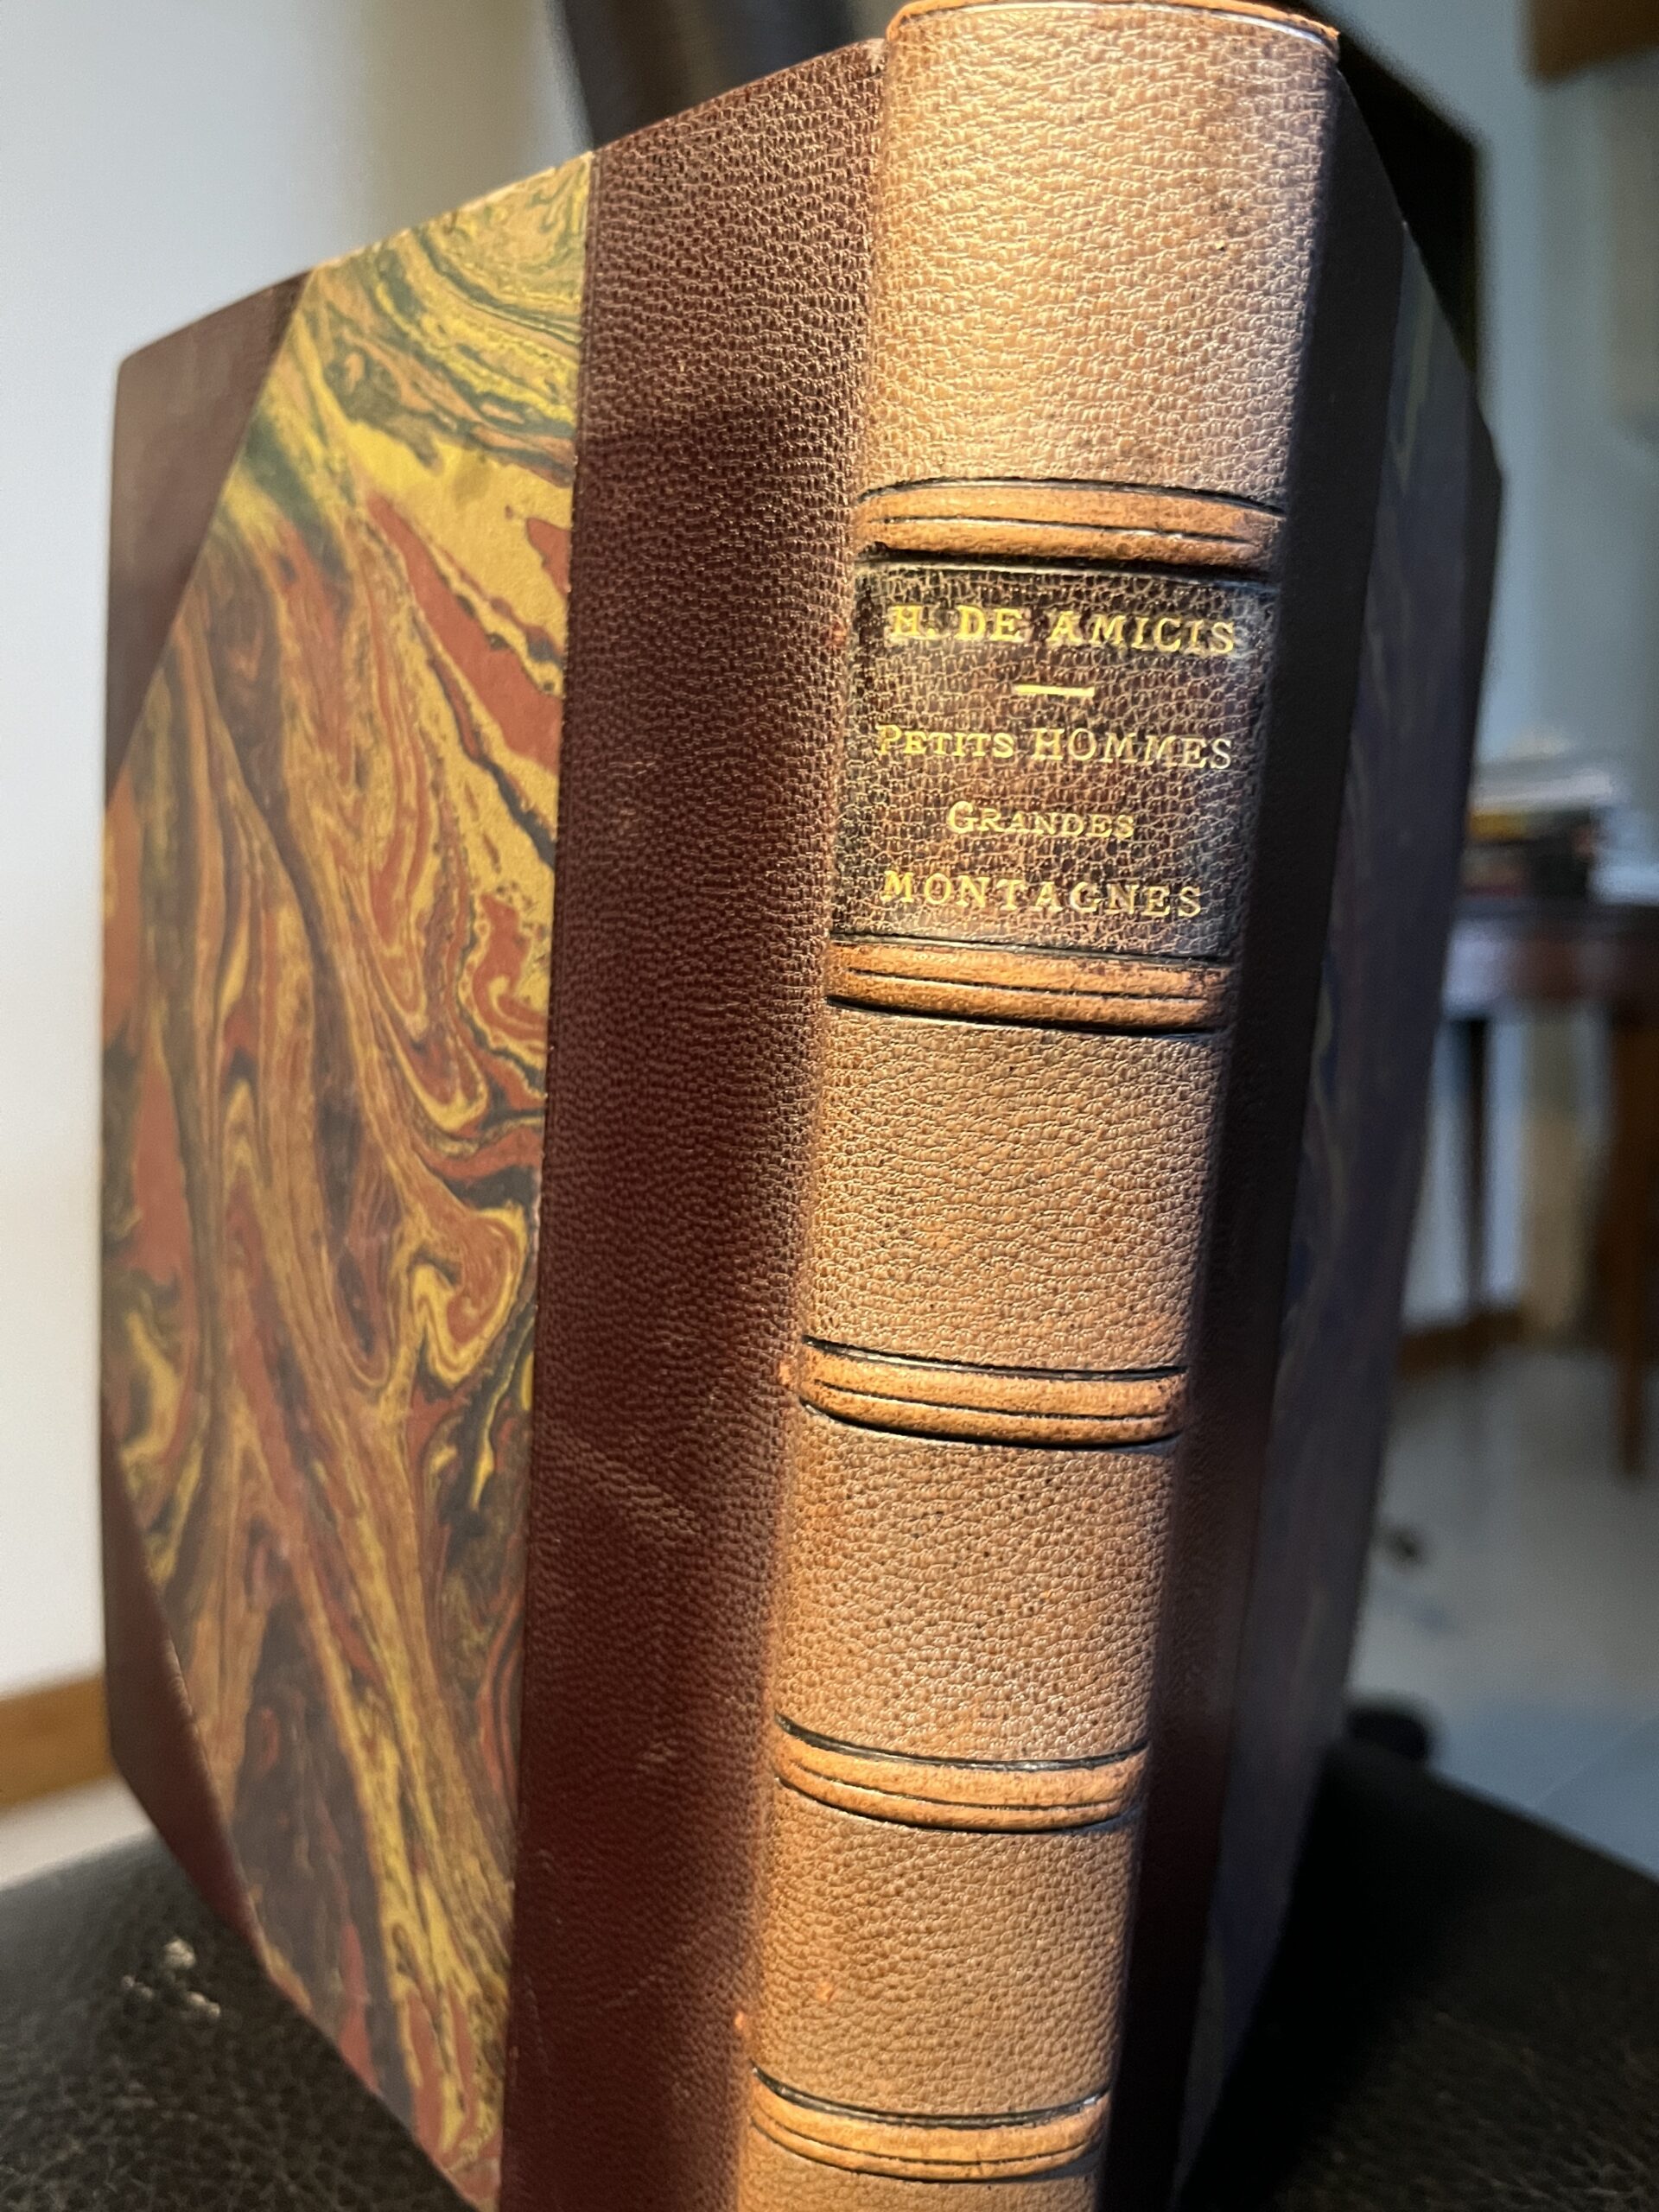 H. DE AMICIS
PETITS HOMMES
GRANDES
MONTAGNES